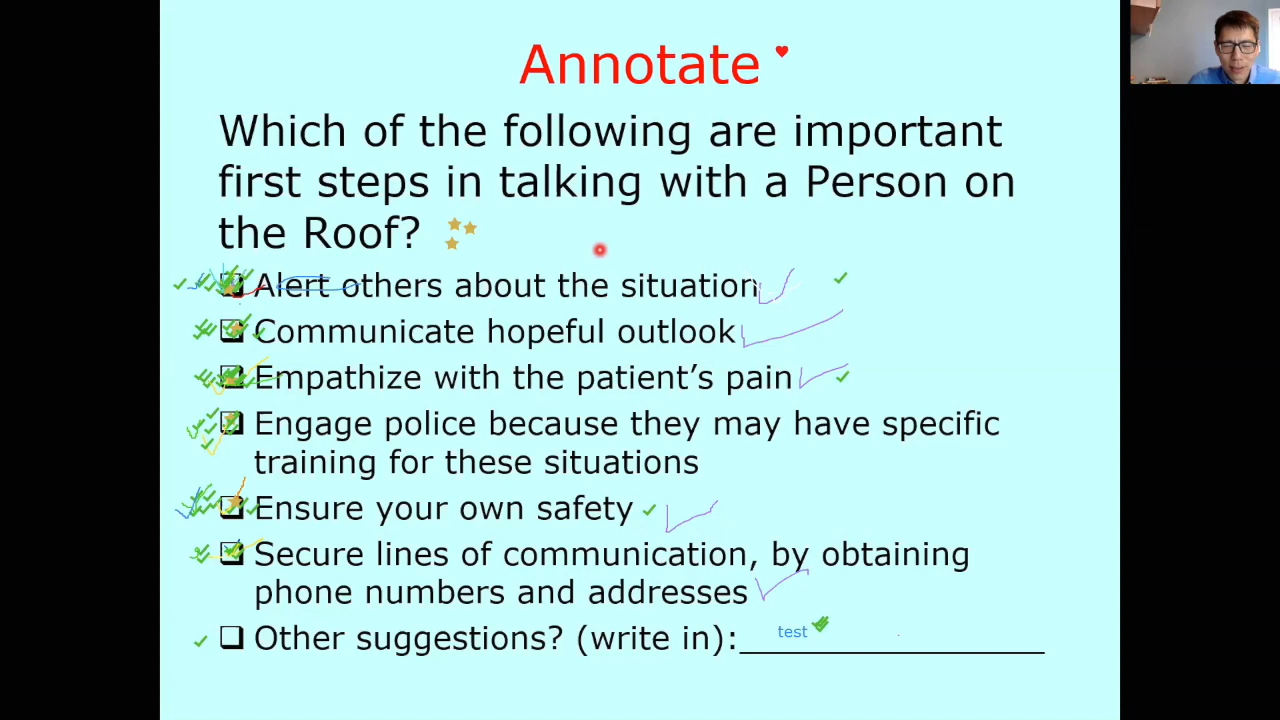 Annotate
Which of the following are important
first steps in talking with a Person on
the Roof?
Alert others about the situation
Communicate hopeful outlook
Empathize with the patient's pain
Engage police because they may have specific
training for these situations
Ensure your own safety
Secure lines of communication, by obtaining
phone numbers and addresses
Other suggestions? (write in):___________________
test